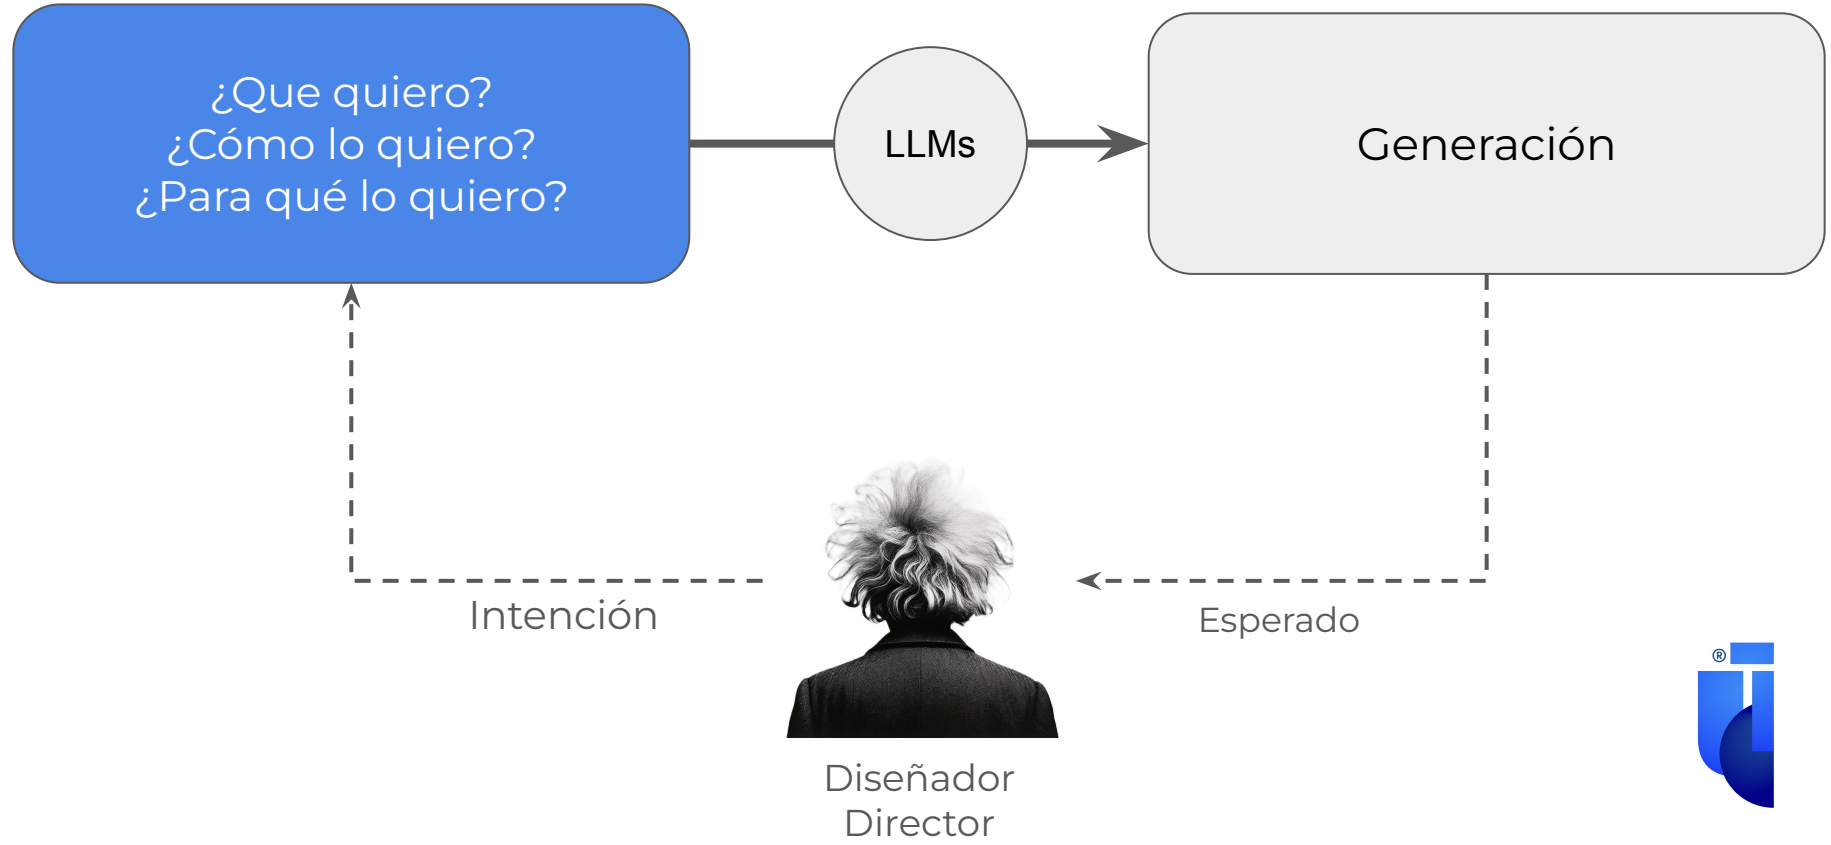 ¿Que quiero?
¿Cómo lo quiero?
¿Para qué lo quiero?
LLMs
Generación
Intención
Esperado
®
Diseñador
Director